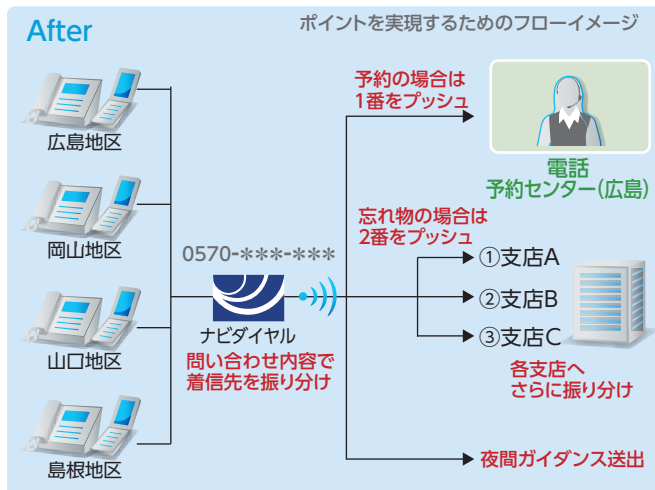 After
ポイントを実現するためのフローイメージ
広島地区
岡山地区
山口地区
島根地区
0570-***-***
ナビダイヤル
問い合わせ内容で
着信先を振り分け
予約の場合は
1番をプッシュ
電話
予約センター(広島)
忘れ物の場合は
2番をプッシュ
①支店A
②支店B
③支店C
各支店へ
さらに振り分け
夜間ガイダンス送出